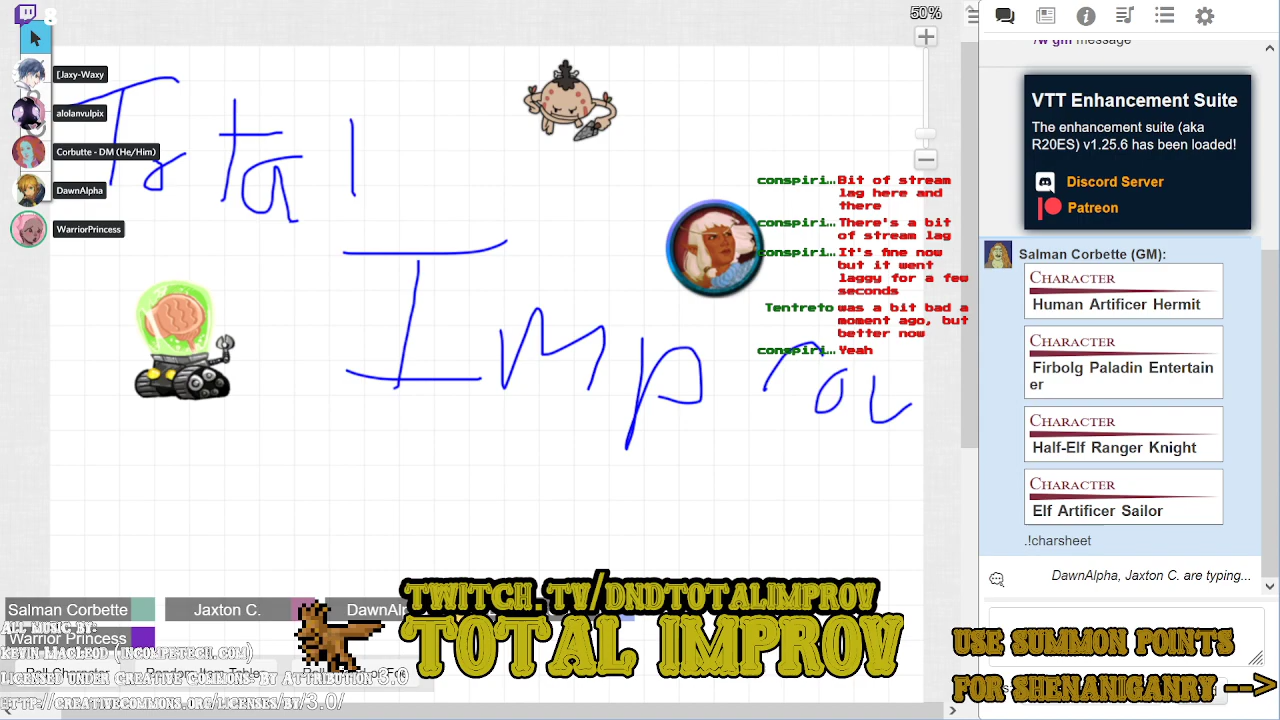 50%
/w gm message
VTT Enhancement Suite
The enhancement suite (aka
R20ES) v1.25.6 has been loaded!
Discord Server
Patreon
[Jaxy-Waxy
alolanvulpix
Corbutte - DM (He/Him)
DawnAlpha
WarriorPrincess
Total
Improv
conspiri... Bit of stream
lag here and
there
conspiri... There's a bit
of stream lag
conspiri... It's fine now
but it went
laggy for a few
seconds
Tentreto was a bit bad a
moment ago, but
better now
conspiri... Yeah
Salman Corbette (GM):
CHARACTER
Human Artificer Hermit
CHARACTER
Firbolg Paladin Entertain
er
CHARACTER
Half-Elf Ranger Knight
CHARACTER
Elf Artificer Sailor
.!charsheet
DawnAlpha, Jaxton C. are typing...
Salman Corbette
Jaxton C.
DawnAlpha
Warrior Princess
ALL MUSIC BY:
KEVIN MACLEOD (INCOMPETECH.COM)
LICENSED UNDER CREATIVE COMMONS BY ATTRIBUTION 3.0
HTTP://CREATIVECOMMONS.ORG/LICENSES/BY/3.0/
TWITCH.TV/DNDTOTALIMPROV
TOTAL IMPROV
USE SUMMON POINTS
FOR SHENANIGANRY -->